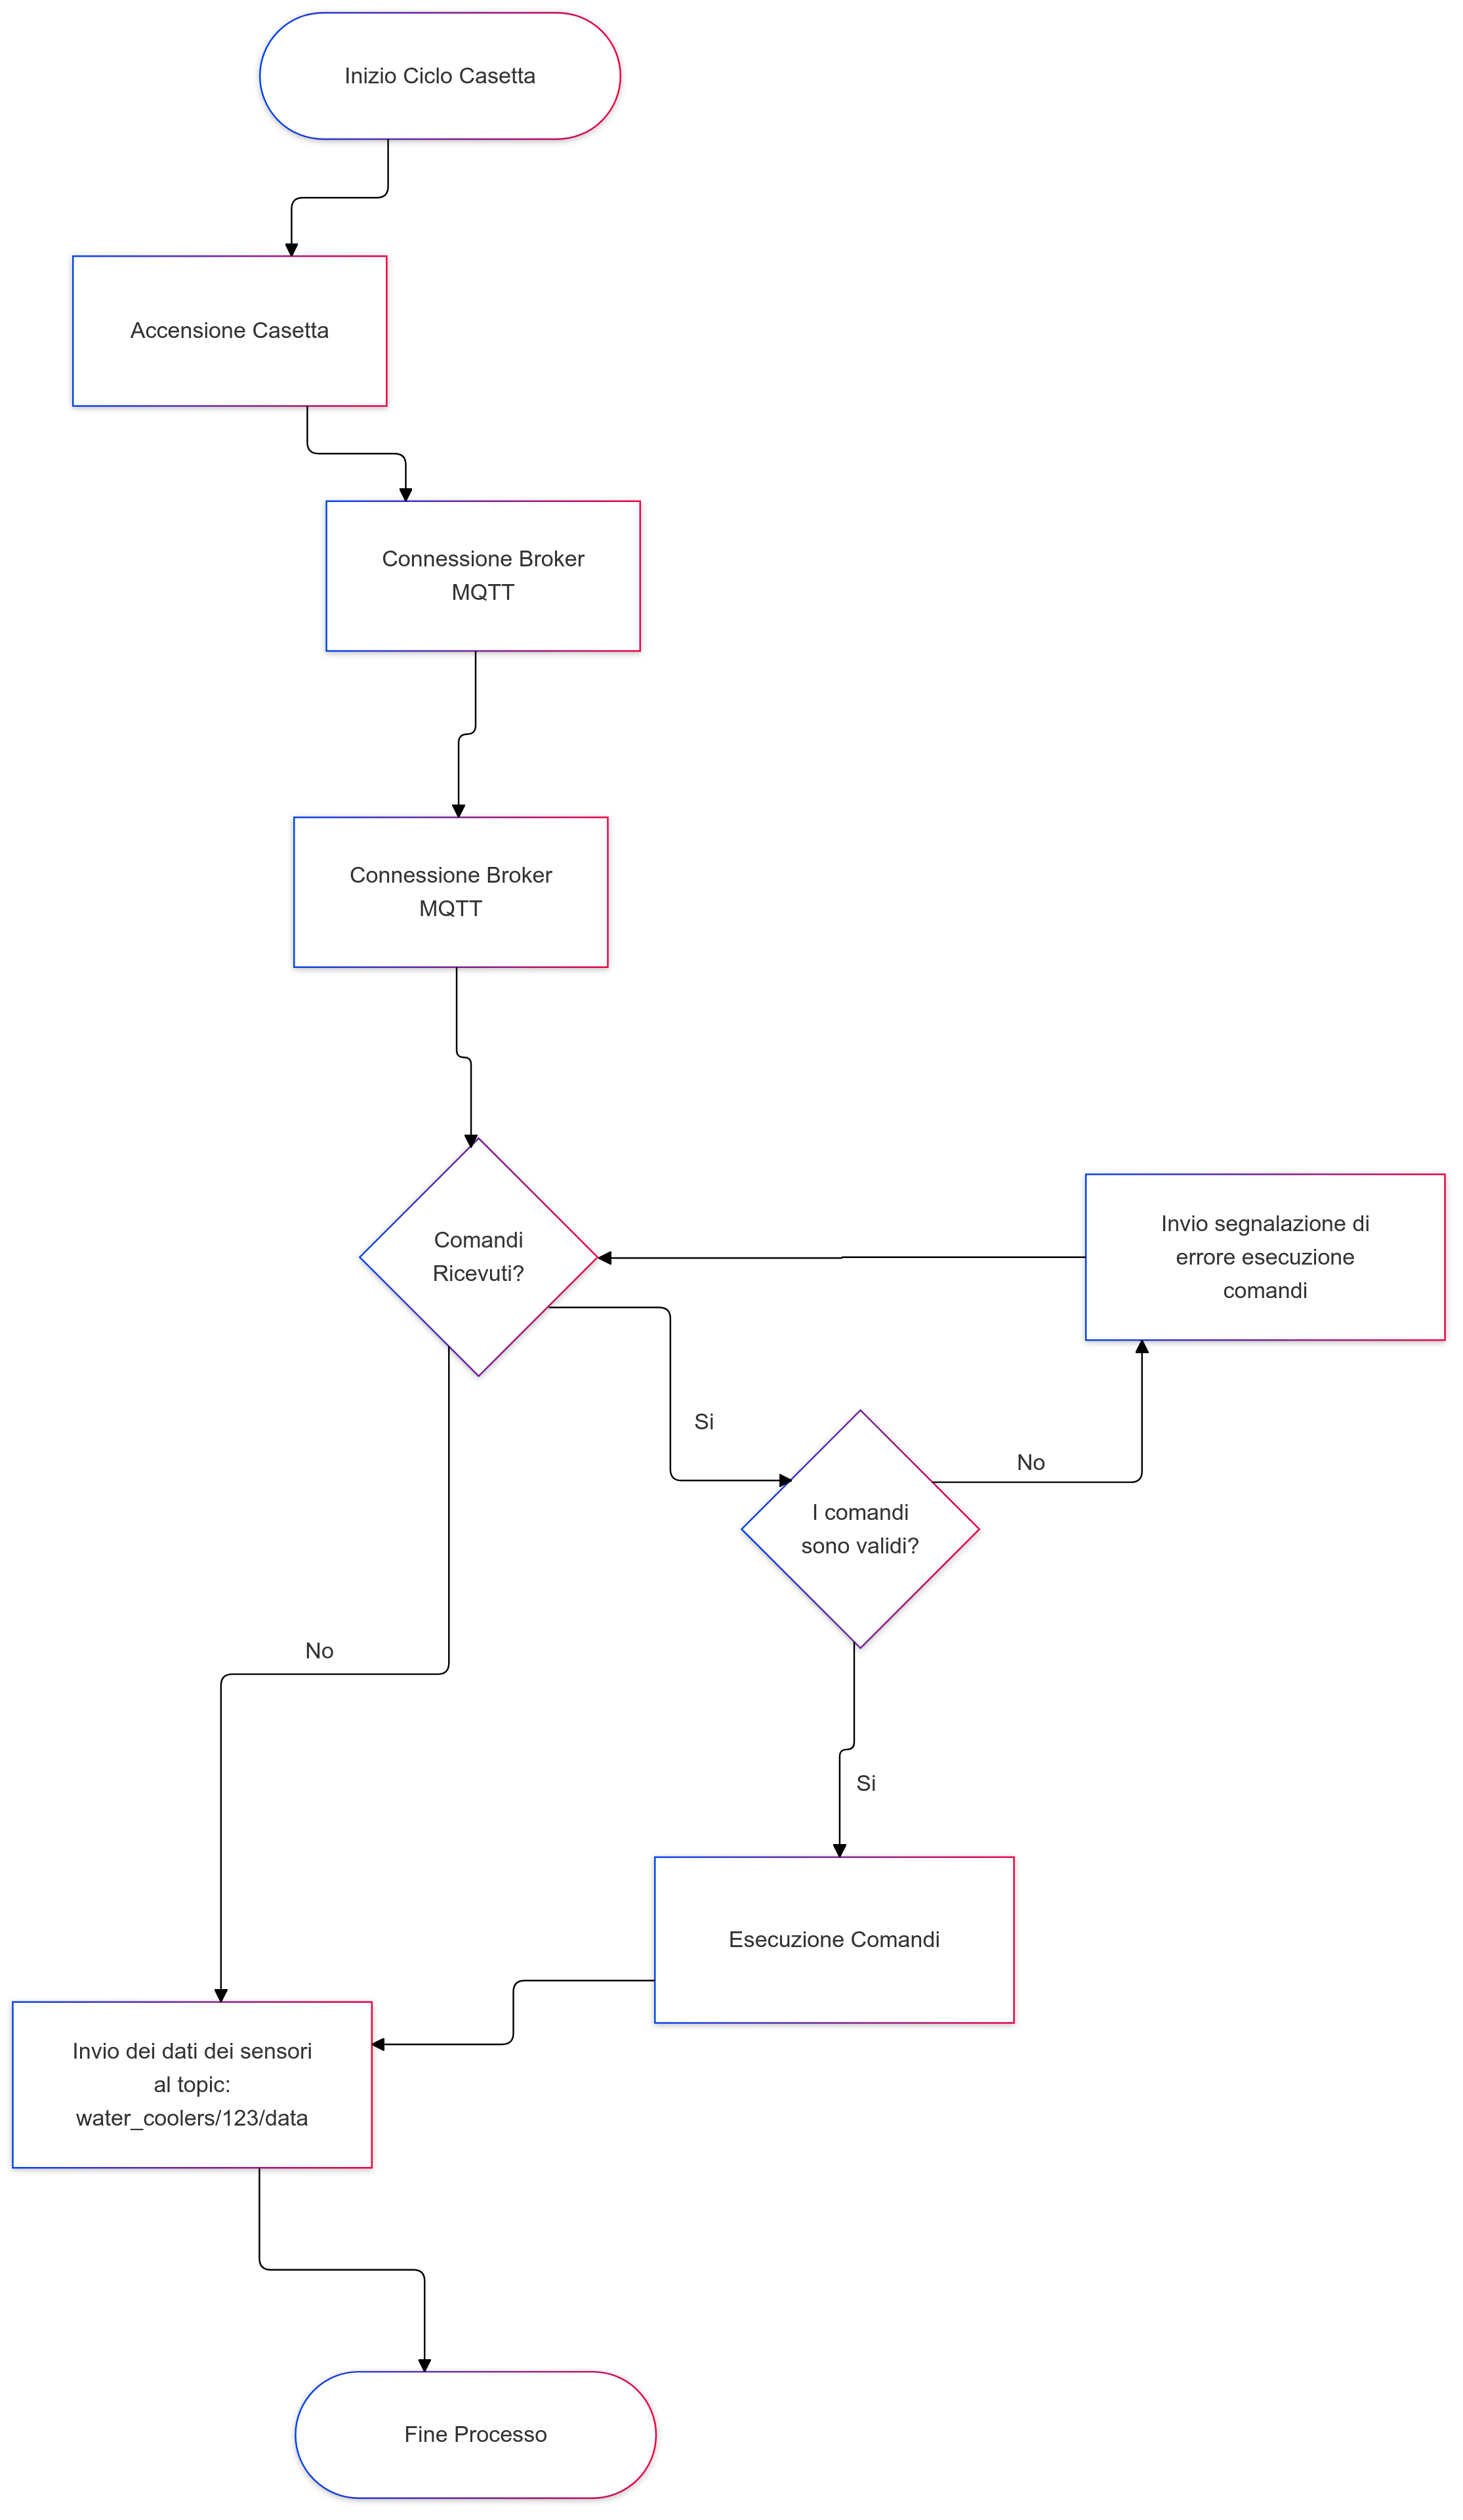 Inizio Ciclo Casetta
Accensione Casetta
Connessione Broker
MQTT
Connessione Broker
MQTT
Comandi
Ricevuti?
Invio segnalazione di
errore esecuzione
comandi
Si
No
I comandi
sono validi?
No
Si
Esecuzione Comandi
Invio dei dati dei sensori
al topic:
water_coolers/123/data
Fine Processo